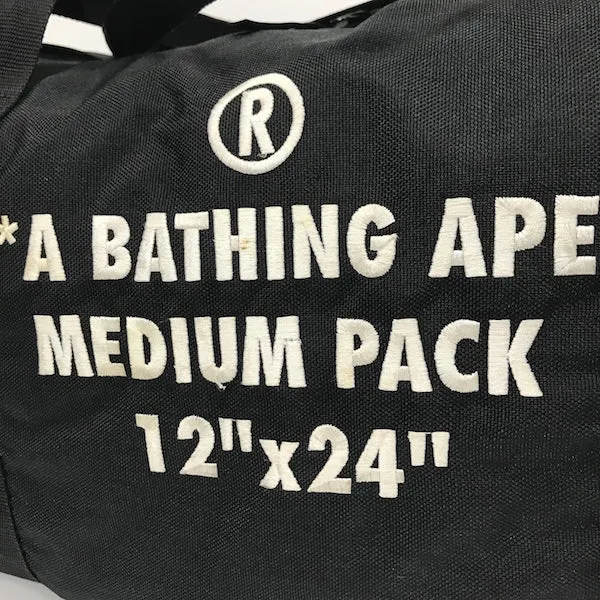 ®
*A BATHING APE
MEDIUM PACK
12"x24"